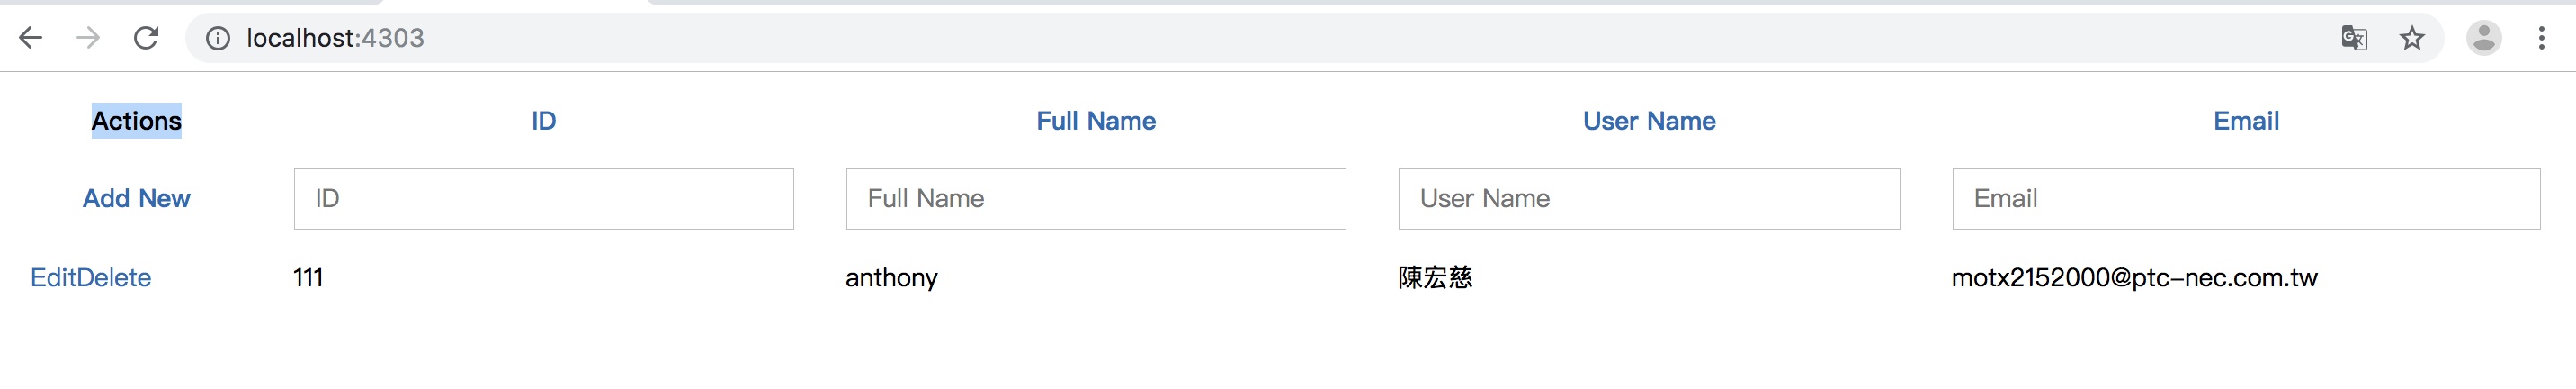 localhost:4303
Actions ID Full Name User Name Email
Add New ID Full Name User Name Email
EditDelete 111 anthony 陳宏慈 motx2152000@ptc-nec.com.tw